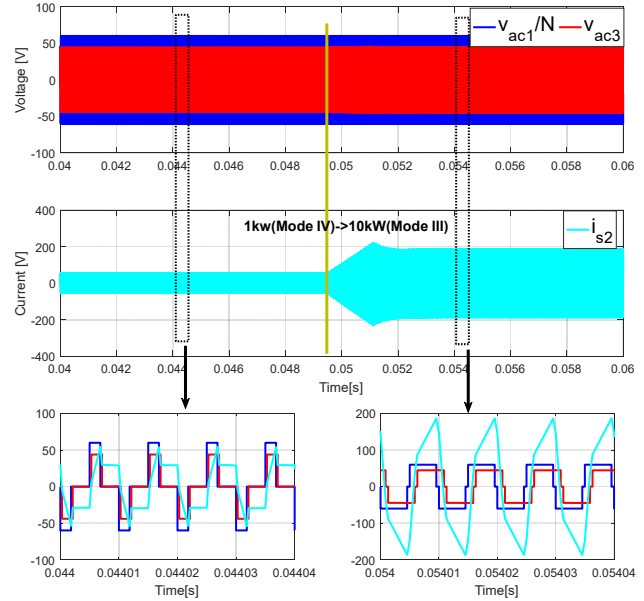 100
50
0
-50
-100
Voltage [V]
v_ac1/N v_ac3
0.04 0.042 0.044 0.046 0.048 0.05 0.052 0.054 0.056 0.058 0.06
400
200
0
-200
-400
Current [V]
1kw(Mode IV)->10kW(Mode III)
i_s2
0.04 0.042 0.044 0.046 0.048 0.05 0.052 0.054 0.056 0.058 0.06
Time[s]
100
50
0
-50
-100
0.044 0.04401 0.04402 0.04403 0.04404
Time[s]
200
100
0
-100
-200
0.054 0.05401 0.05402 0.05403 0.05404
Time[s]